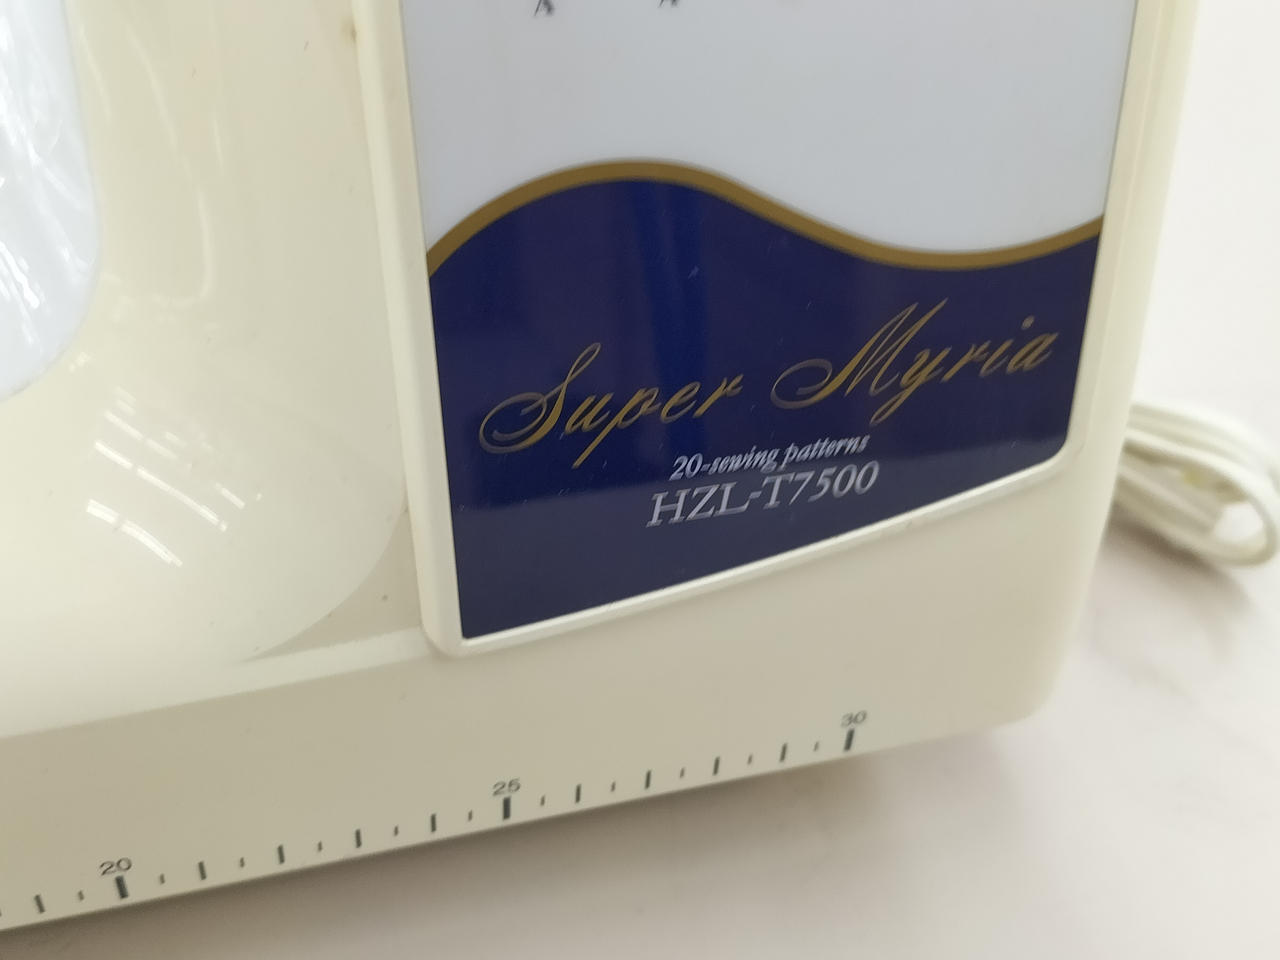 Super Myria
20-sewing patterns
HZL-T7500
20 25 30